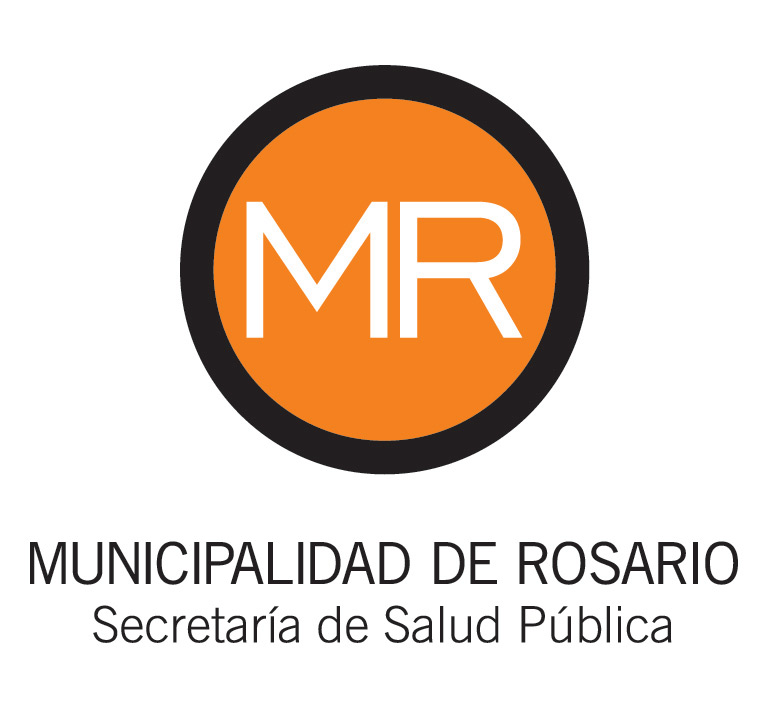 MR
MUNICIPALIDAD DE ROSARIO
Secretaría de Salud Pública